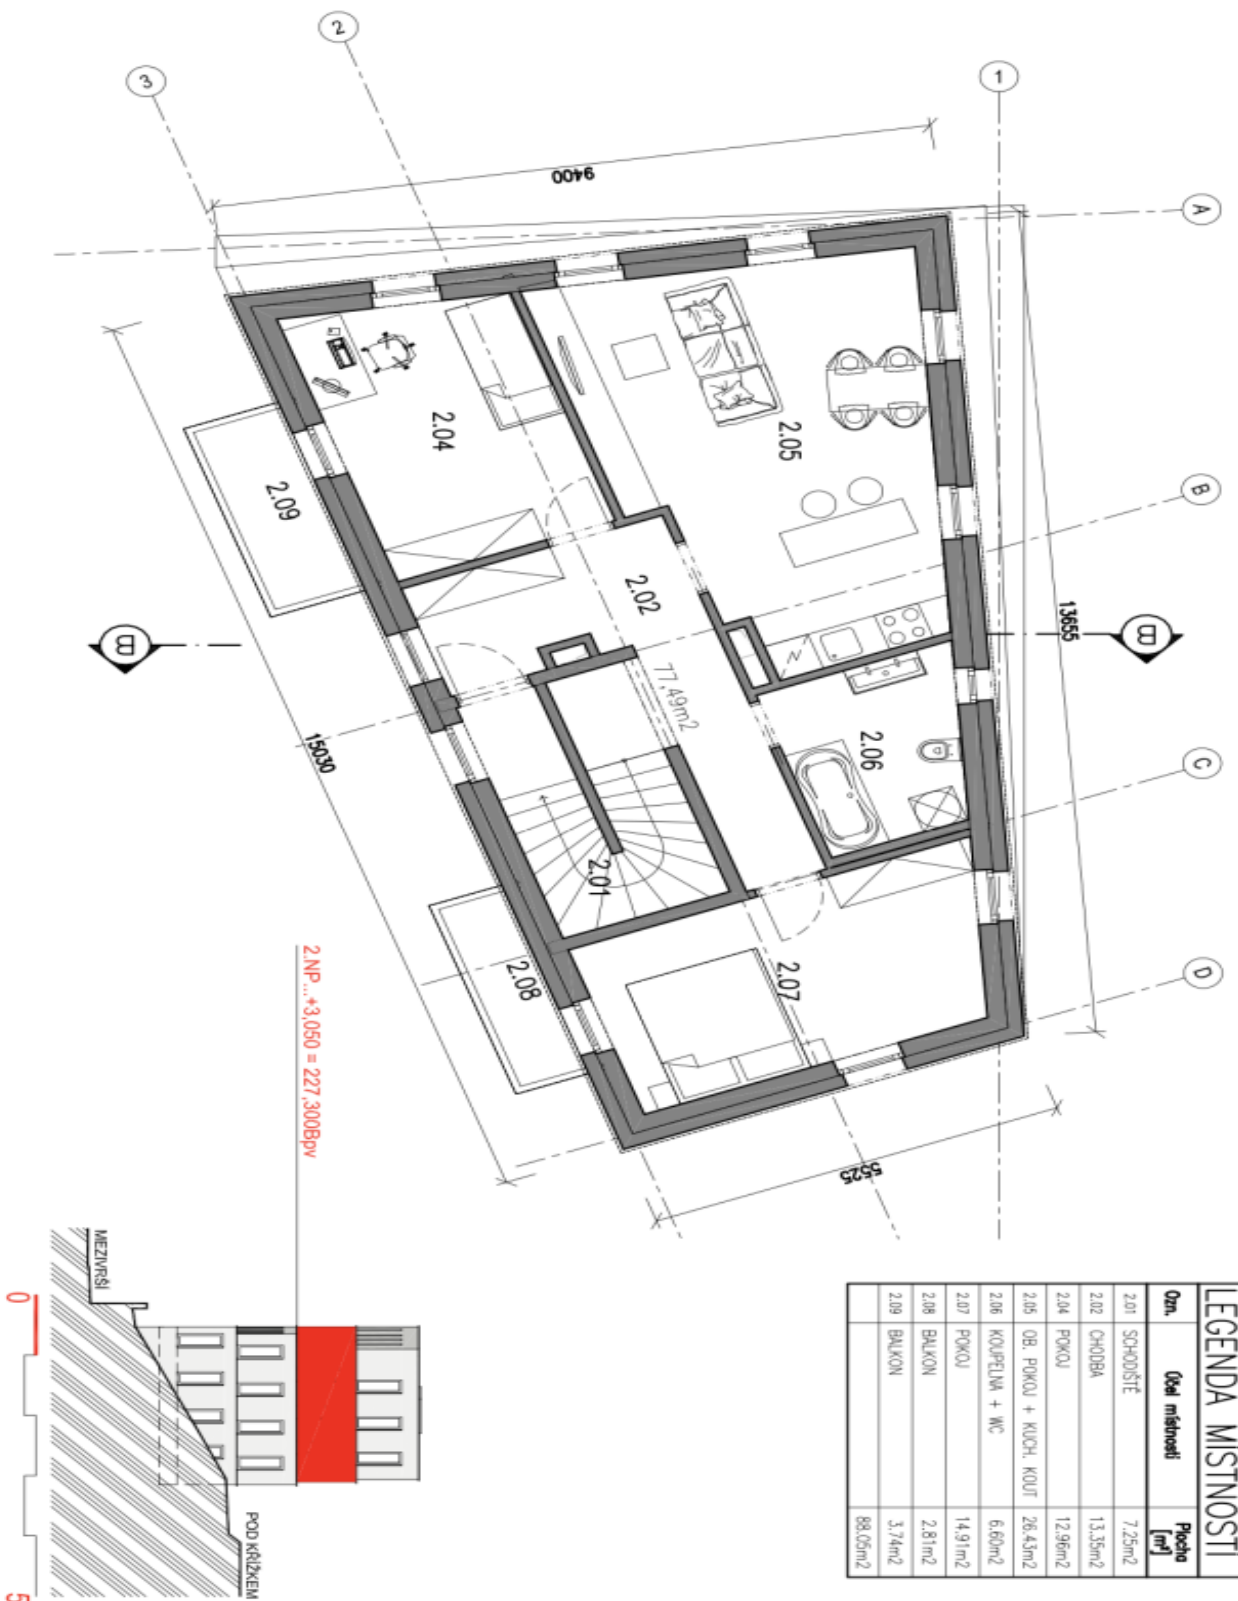 3
2
1
A
B
C
D
9400
13655
15030
5525
B
B
2.04
2.05
2.09
2.02
77,49m2
2.06
2.01
2.07
2.08
2.NP...+3,050 = 227,300Bpv
MEZIVRŠÍ
POD KŘÍŽKEM
0
5
LEGENDA MÍSTNOSTÍ
Ozn. Účel místnosti Plocha [m²]
2.01 SCHODIŠTĚ 7.25m2
2.02 CHODBA 13.35m2
2.04 POKOJ 12.96m2
2.05 OB. POKOJ + KUCH. KOUT 26.43m2
2.06 KOUPELNA + WC 6.60m2
2.07 POKOJ 14.91m2
2.08 BALKON 2.81m2
2.09 BALKON 3.74m2
88.05m2